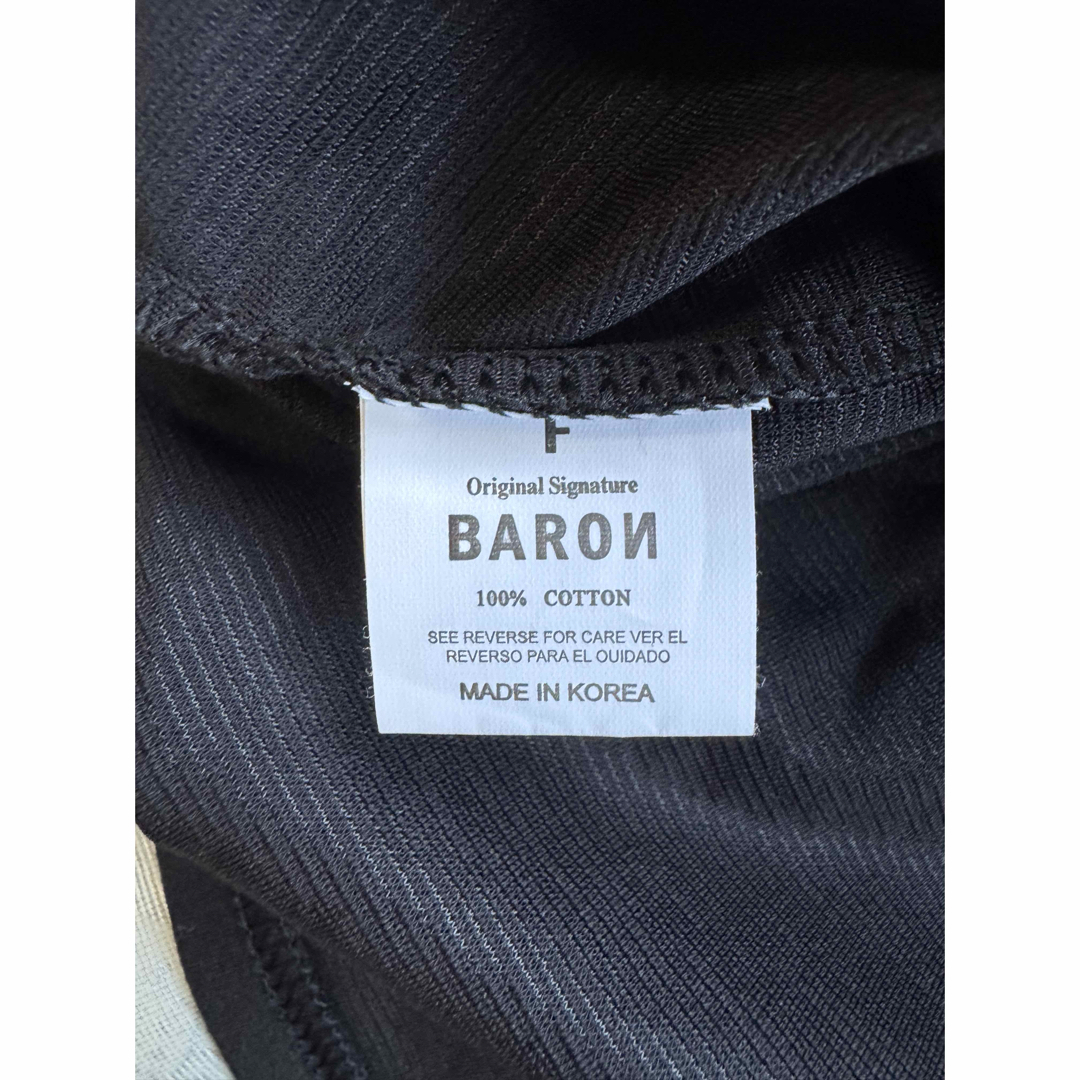 F
Original Signature
BAROИ
100% COTTON
SEE REVERSE FOR CARE VER EL
REVERSO PARA EL OUIDADO
MADE IN KOREA